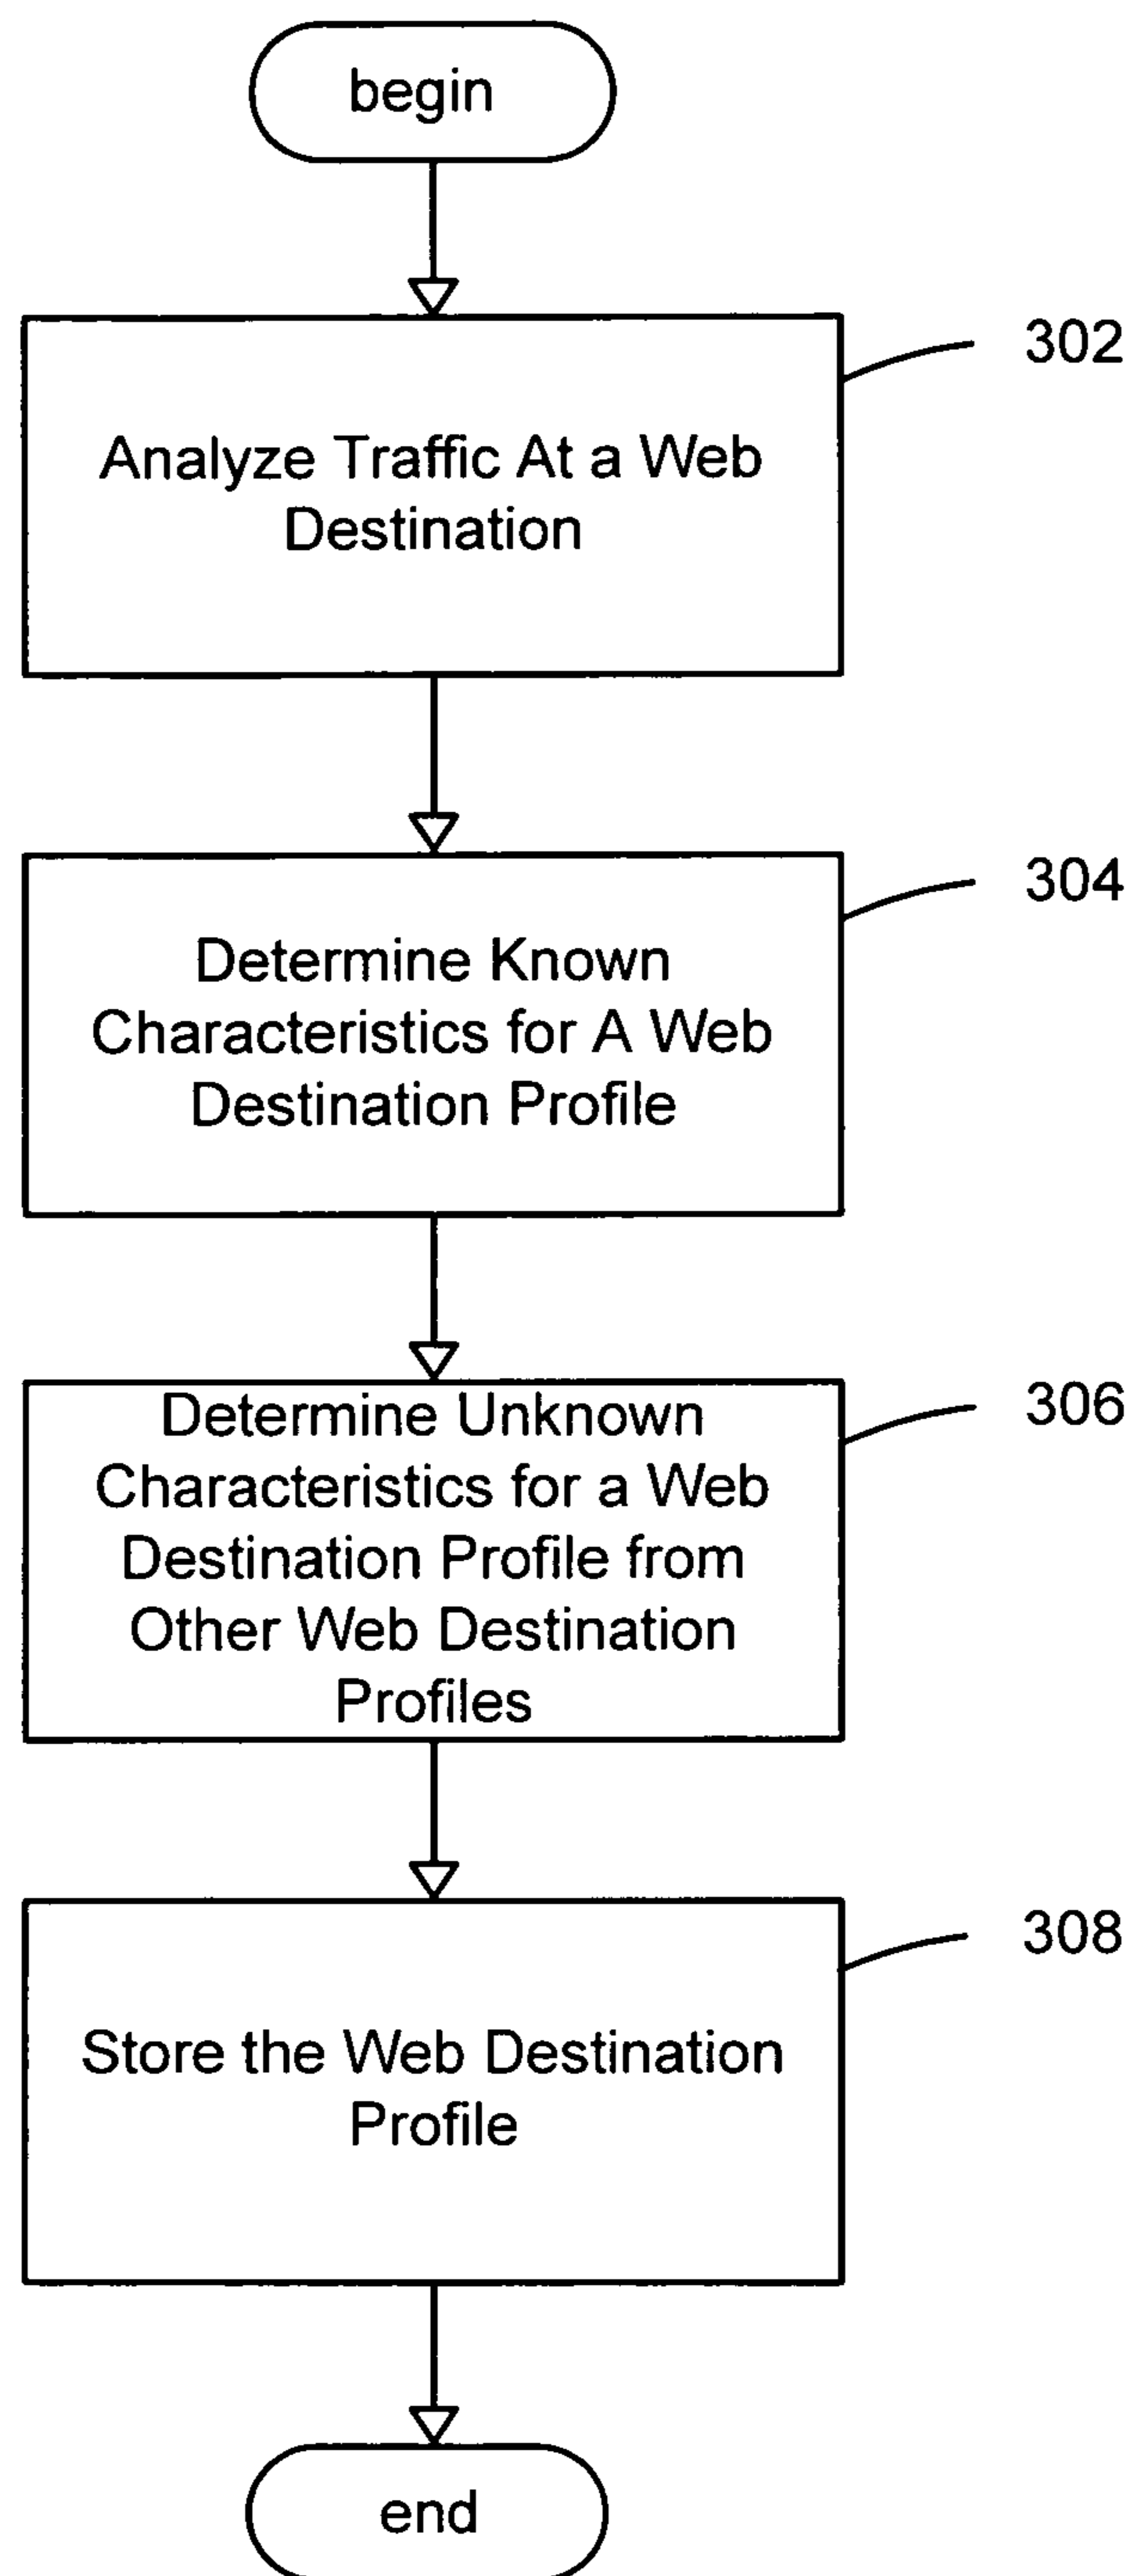 begin
302
Analyze Traffic At a Web
Destination
304
Determine Known
Characteristics for A Web
Destination Profile
306
Determine Unknown
Characteristics for a Web
Destination Profile from
Other Web Destination
Profiles
308
Store the Web Destination
Profile
end